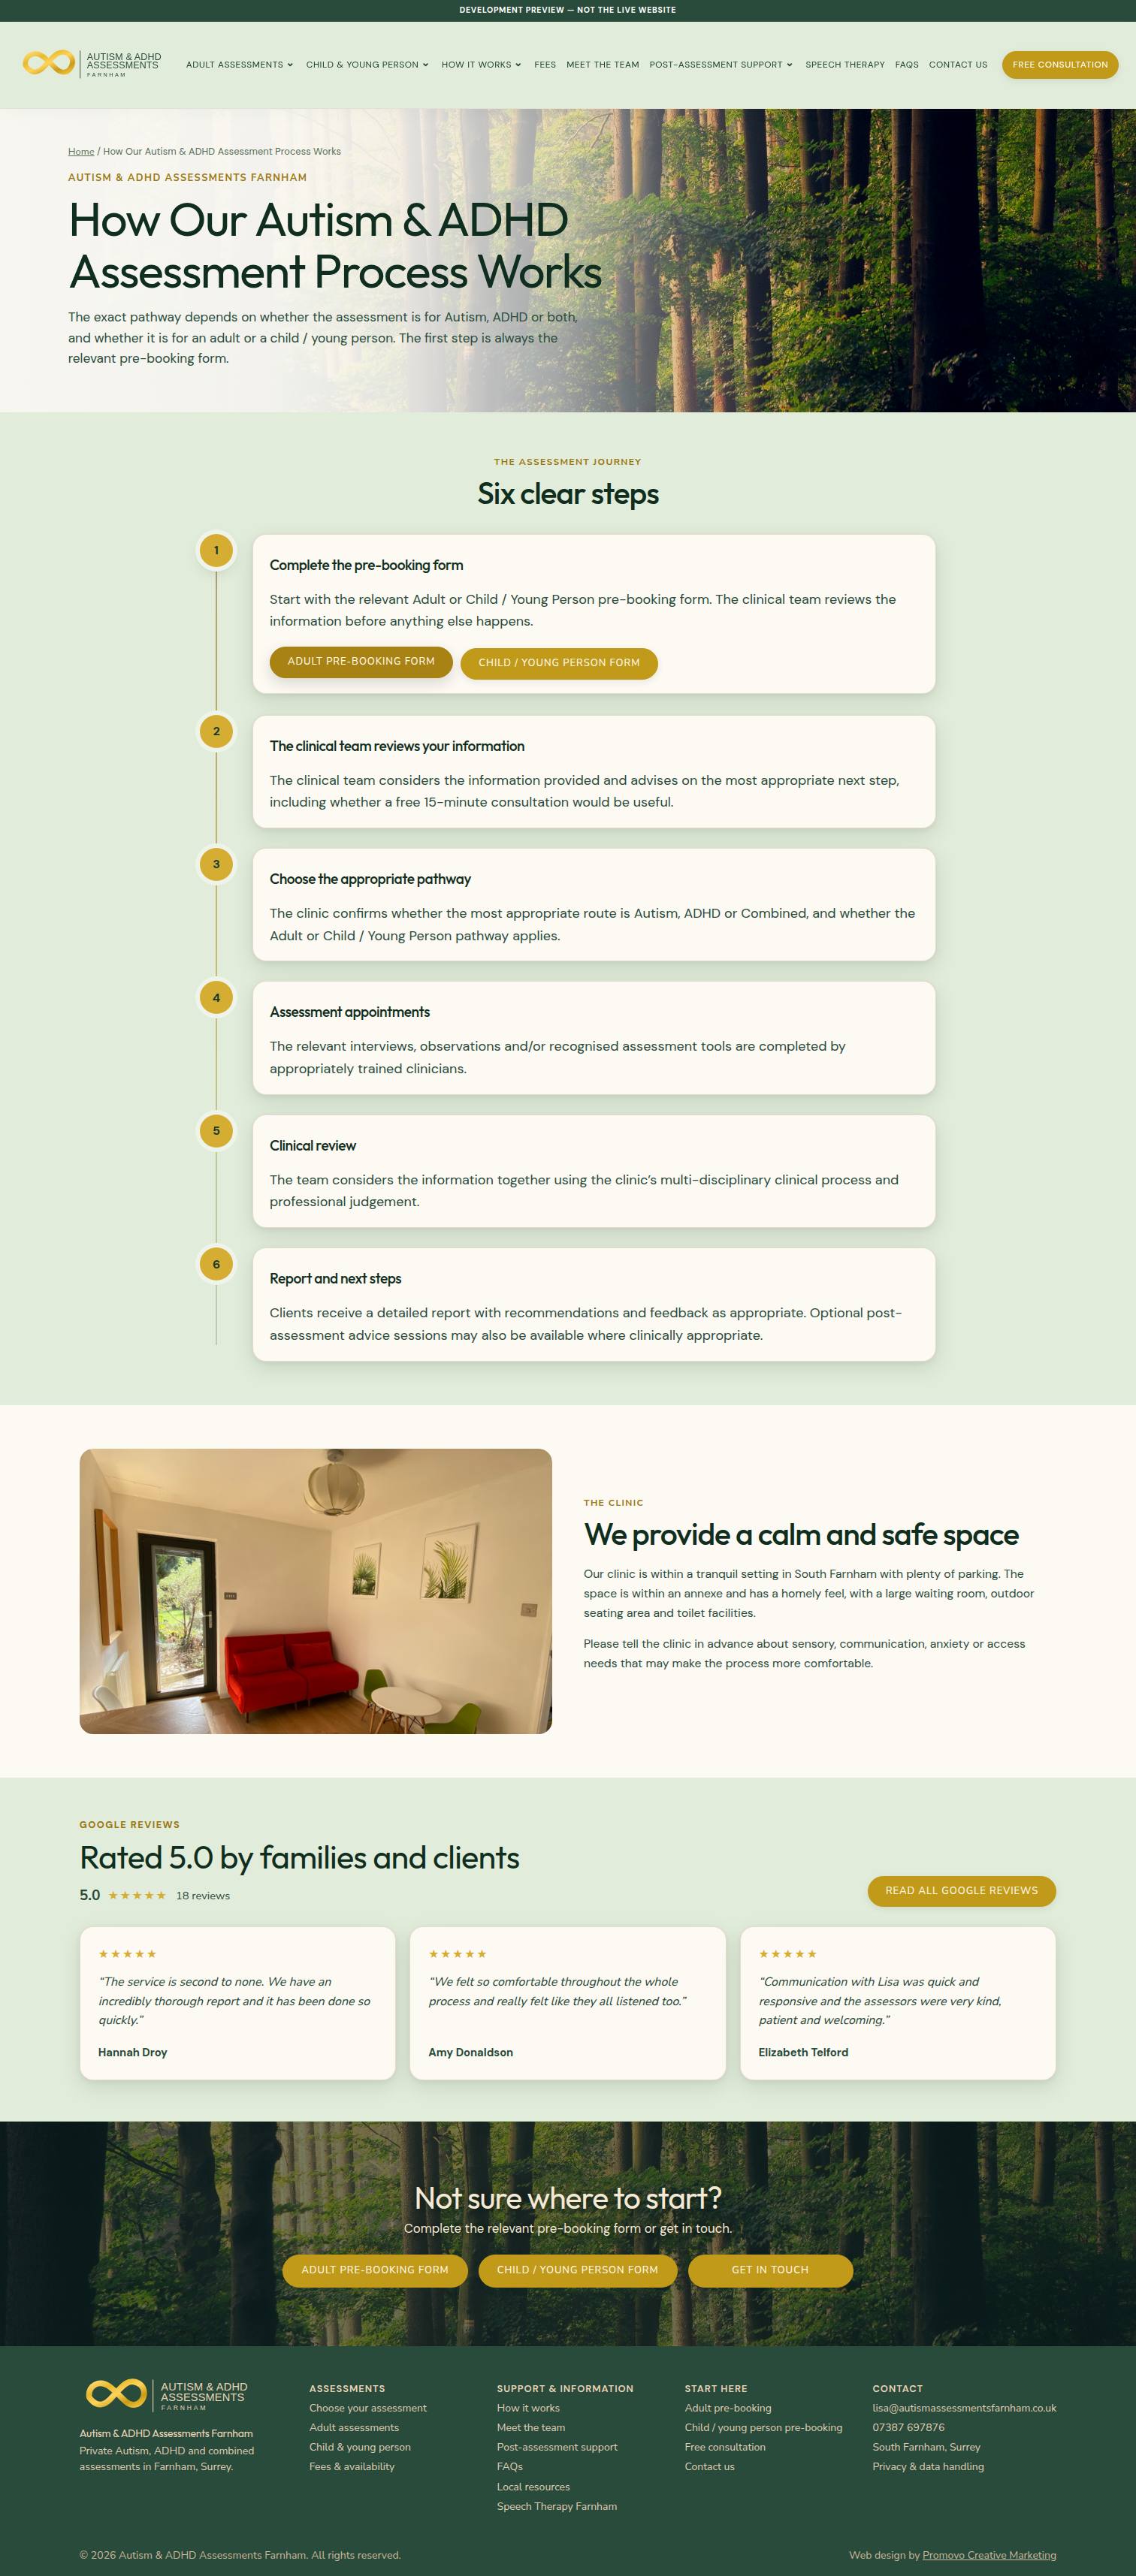 DEVELOPMENT PREVIEW — NOT THE LIVE WEBSITE
AUTISM & ADHD
ASSESSMENTS
FARNHAM
ADULT ASSESSMENTS
CHILD & YOUNG PERSON
HOW IT WORKS
FEES
MEET THE TEAM
POST-ASSESSMENT SUPPORT
SPEECH THERAPY
FAQS
CONTACT US
FREE CONSULTATION
Home / How Our Autism & ADHD Assessment Process Works
AUTISM & ADHD ASSESSMENTS FARNHAM
How Our Autism & ADHD
Assessment Process Works
The exact pathway depends on whether the assessment is for Autism, ADHD or both,
and whether it is for an adult or a child / young person. The first step is always the
relevant pre-booking form.
THE ASSESSMENT JOURNEY
Six clear steps
1
Complete the pre-booking form
Start with the relevant Adult or Child / Young Person pre-booking form. The clinical team reviews the
information before anything else happens.
ADULT PRE-BOOKING FORM
CHILD / YOUNG PERSON FORM
2
The clinical team reviews your information
The clinical team considers the information provided and advises on the most appropriate next step,
including whether a free 15-minute consultation would be useful.
3
Choose the appropriate pathway
The clinic confirms whether the most appropriate route is Autism, ADHD or Combined, and whether the
Adult or Child / Young Person pathway applies.
4
Assessment appointments
The relevant interviews, observations and/or recognised assessment tools are completed by
appropriately trained clinicians.
5
Clinical review
The team considers the information together using the clinic’s multi-disciplinary clinical process and
professional judgement.
6
Report and next steps
Clients receive a detailed report with recommendations and feedback as appropriate. Optional post-
assessment advice sessions may also be available where clinically appropriate.
THE CLINIC
We provide a calm and safe space
Our clinic is within a tranquil setting in South Farnham with plenty of parking. The
space is within an annexe and has a homely feel, with a large waiting room, outdoor
seating area and toilet facilities.
Please tell the clinic in advance about sensory, communication, anxiety or access
needs that may make the process more comfortable.
GOOGLE REVIEWS
Rated 5.0 by families and clients
5.0 ★★★★★ 18 reviews
READ ALL GOOGLE REVIEWS
★★★★★
“The service is second to none. We have an
incredibly thorough report and it has been done so
quickly.”
Hannah Droy
★★★★★
“We felt so comfortable throughout the whole
process and really felt like they all listened too.”
Amy Donaldson
★★★★★
“Communication with Lisa was quick and
responsive and the assessors were very kind,
patient and welcoming.”
Elizabeth Telford
Not sure where to start?
Complete the relevant pre-booking form or get in touch.
ADULT PRE-BOOKING FORM
CHILD / YOUNG PERSON FORM
GET IN TOUCH
AUTISM & ADHD
ASSESSMENTS
FARNHAM
Autism & ADHD Assessments Farnham
Private Autism, ADHD and combined
assessments in Farnham, Surrey.
ASSESSMENTS
Choose your assessment
Adult assessments
Child & young person
Fees & availability
SUPPORT & INFORMATION
How it works
Meet the team
Post-assessment support
FAQs
Local resources
Speech Therapy Farnham
START HERE
Adult pre-booking
Child / young person pre-booking
Free consultation
Contact us
CONTACT
lisa@autismassessmentsfarnham.co.uk
07387 697876
South Farnham, Surrey
Privacy & data handling
© 2026 Autism & ADHD Assessments Farnham. All rights reserved.
Web design by Promovo Creative Marketing